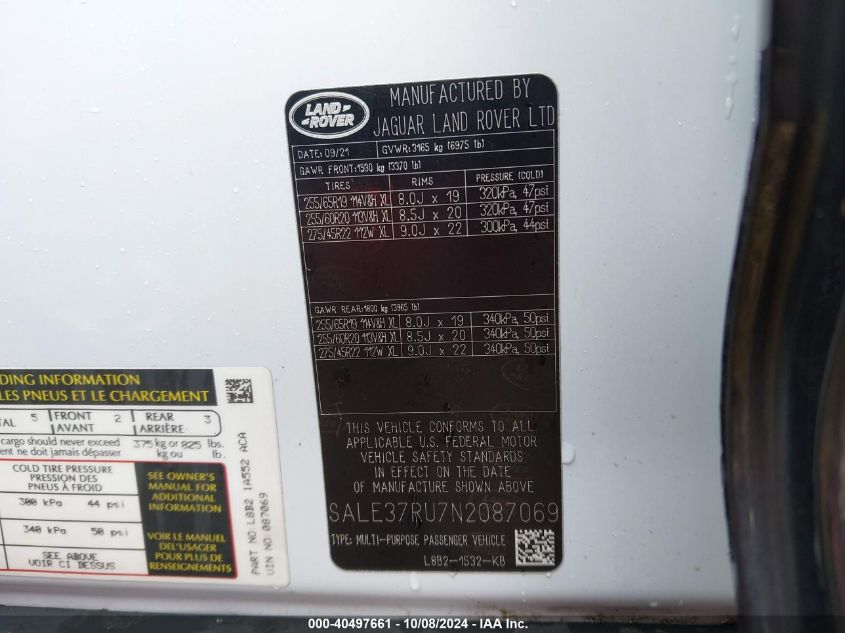 LAND ROVER
MANUFACTURED BY
JAGUAR LAND ROVER LTD
DATE: 09/21 GVWR: 3165 kg (6975 lb)
GAWR FRONT: 1530 kg (3370 lb)
TIRES RIMS PRESSURE (COLD)
255/65R19 114V&H XL 8.0J x 19 320kPa, 47psi
255/60R20 113V&H XL 8.5J x 20 320kPa, 47psi
275/45R22 112W XL 9.0J x 22 300kPa, 44psi
GAWR REAR: 1800 kg (3965 lb)
255/65R19 114V&H XL 8.0J x 19 340kPa, 50psi
255/60R20 113V&H XL 8.5J x 20 340kPa, 50psi
275/45R22 112W XL 9.0J x 22 340kPa, 50psi
THIS VEHICLE CONFORMS TO ALL
APPLICABLE U.S. FEDERAL MOTOR
VEHICLE SAFETY STANDARDS
IN EFFECT ON THE DATE
OF MANUFACTURE SHOWN ABOVE
SALE37RU7N2087069
TYPE: MULTI-PURPOSE PASSENGER VEHICLE
L8B2-1532-KB
DING INFORMATION
LES PNEUS ET LE CHARGEMENT
TAL 5 FRONT 2 REAR 3
AVANT ARRIÈRE
cargo should never exceed 375 kg or 825 lbs.
ent ne doit jamais dépasser kg ou lb.
COLD TIRE PRESSURE
PRESSION DES
PNEUS À FROID
300 kPa 44 psi
340 kPa 50 psi
SEE ABOVE
VOIR CI DESSUS
SEE OWNER'S
MANUAL FOR
ADDITIONAL
INFORMATION
VOIR LE MANUEL
DE L'USAGER
POUR PLUS DE
RENSEIGNEMENTS
PART NO: L8B2 1A552 ACA
VIN NO: 087069
000-40497661 - 10/08/2024 - IAA Inc.